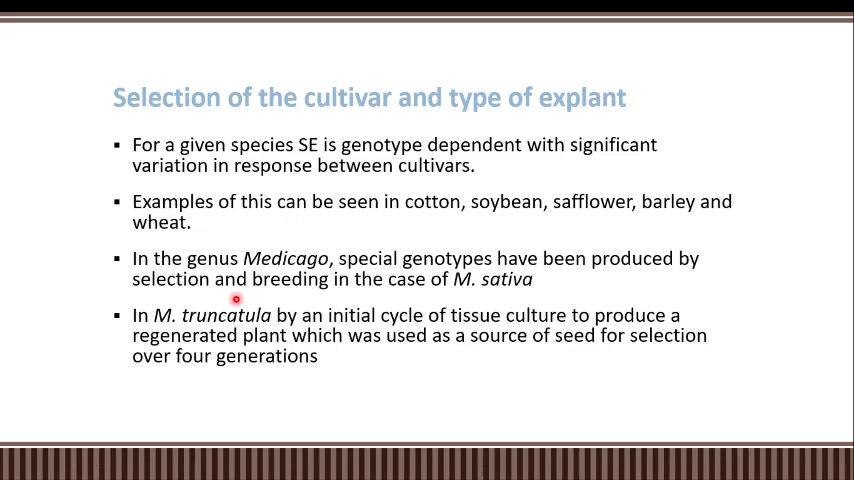 Selection of the cultivar and type of explant
▪ For a given species SE is genotype dependent with significant
variation in response between cultivars.
▪ Examples of this can be seen in cotton, soybean, safflower, barley and
wheat.
▪ In the genus Medicago, special genotypes have been produced by
selection and breeding in the case of M. sativa
▪ In M. truncatula by an initial cycle of tissue culture to produce a
regenerated plant which was used as a source of seed for selection
over four generations